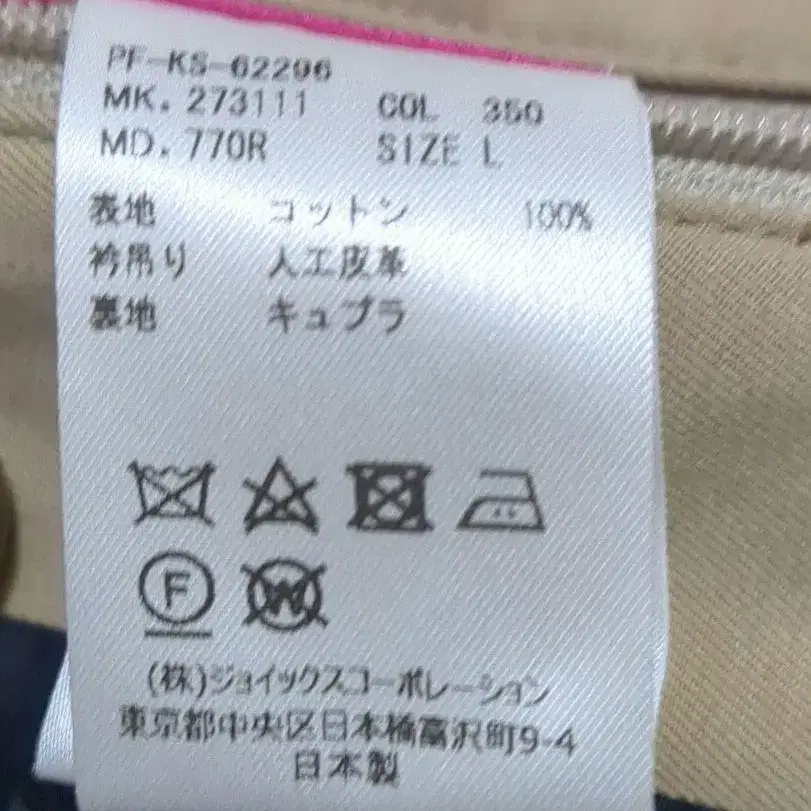 PF-KS-62296
MK. 273111 COL 350
MD. 770R SIZE L
表地 コットン 100%
衿吊り 人工皮革
裏地 キュプラ
F W
(株)ジョイックスコーポレーション
東京都中央区日本橋富沢町9-4
日本製